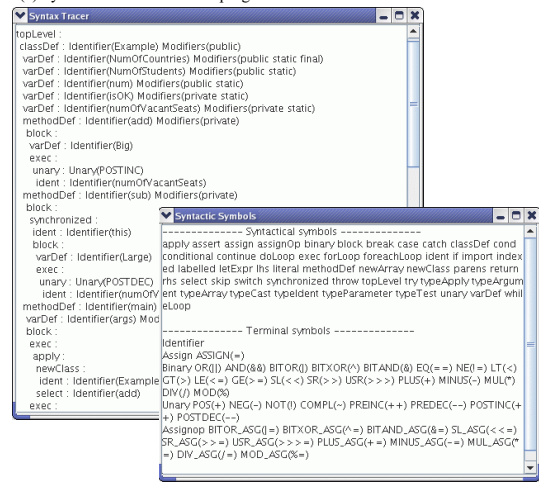 Syntax Tracer
topLevel :
classDef : Identifier(Example) Modifiers(public)
varDef : Identifier(NumOfCountries) Modifiers(public static final)
varDef : Identifier(NumOfStudents) Modifiers(public static)
varDef : Identifier(num) Modifiers(public static)
varDef : Identifier(isOK) Modifiers(private static)
varDef : Identifier(numOfVacantSeats) Modifiers(private static)
methodDef : Identifier(add) Modifiers(private)
block :
varDef : Identifier(Big)
exec :
unary : Unary(POSTINC)
ident : Identifier(numOfVacantSeats)
methodDef : Identifier(sub) Modifiers(private)
block :
synchronized :
ident : Identifier(this)
block :
varDef : Identifier(Large)
exec :
unary : Unary(POSTDEC)
ident : Identifier(numOfV
methodDef : Identifier(main)
varDef : Identifier(args) Mod
block :
exec :
apply :
newClass :
ident : Identifier(Example
select : Identifier(add)
exec :
Syntactic Symbols
-------------- Syntactical symbols --------------
apply assert assign assignOp binary block break case catch classDef cond
conditional continue doLoop exec forLoop foreachLoop ident if import index
ed labelled letExpr lhs literal methodDef newArray newClass parens return
rhs select skip switch synchronized throw topLevel try typeApply typeArgum
ent typeArray typeCast typeIdent typeParameter typeTest unary varDef whil
eLoop
-------------- Terminal symbols --------------
Identifier
Assign ASSIGN(=)
Binary OR(||) AND(&&) BITOR(|) BITXOR(^) BITAND(&) EQ(==) NE(!=) LT(<)
GT(>) LE(<=) GE(>=) SL(<<) SR(>>) USR(>>>) PLUS(+) MINUS(-) MUL(*)
DIV(/) MOD(%)
Unary POS(+) NEG(-) NOT(!) COMPL(~) PREINC(++) PREDEC(--) POSTINC(+
+) POSTDEC(--)
Assignop BITOR_ASG(|=) BITXOR_ASG(^=) BITAND_ASG(&=) SL_ASG(<<=)
SR_ASG(>>=) USR_ASG(>>>=) PLUS_ASG(+=) MINUS_ASG(-=) MUL_ASG(*
=) DIV_ASG(/=) MOD_ASG(%=)